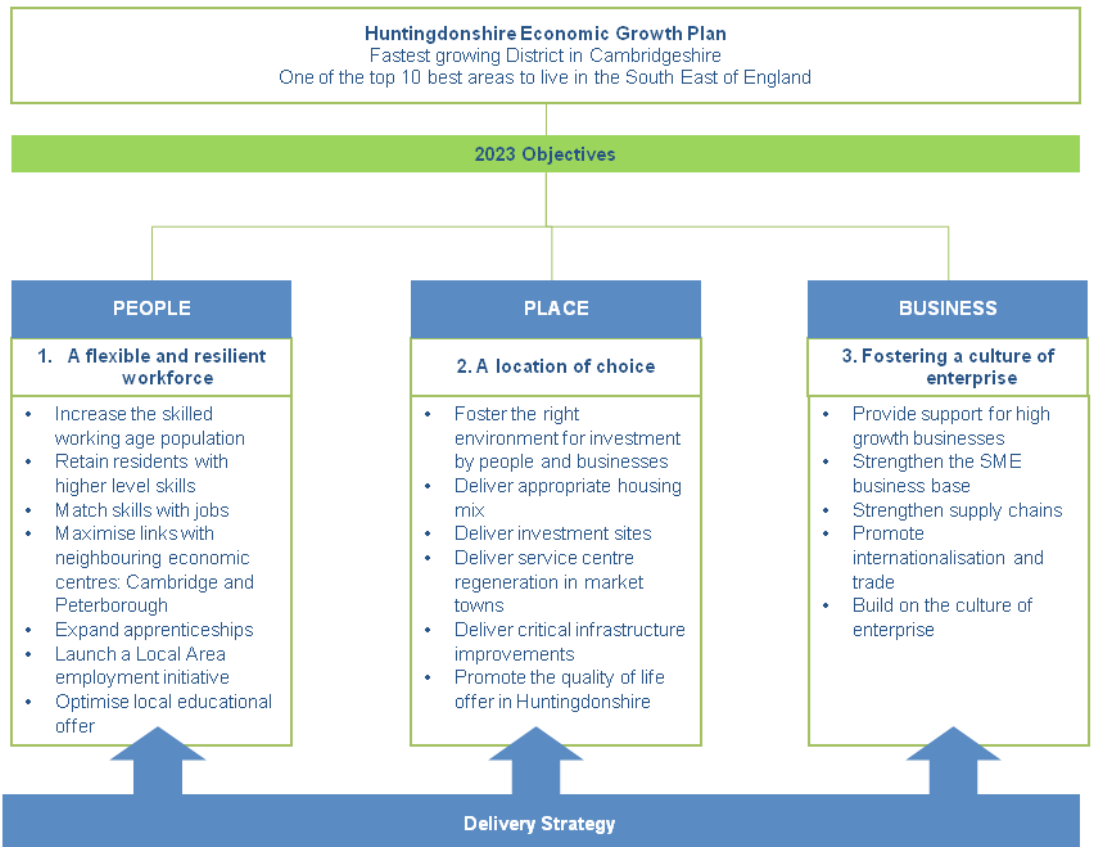 Huntingdonshire Economic Growth Plan
Fastest growing District in Cambridgeshire
One of the top 10 best areas to live in the South East of England
2023 Objectives
PEOPLE
1. A flexible and resilient
workforce
• Increase the skilled
working age population
• Retain residents with
higher level skills
• Match skills with jobs
• Maximise links with
neighbouring economic
centres: Cambridge and
Peterborough
• Expand apprenticeships
• Launch a Local Area
employment initiative
• Optimise local educational
offer
PLACE
2. A location of choice
• Foster the right
environment for investment
by people and businesses
• Deliver appropriate housing
mix
• Deliver investment sites
• Deliver service centre
regeneration in market
towns
• Deliver critical infrastructure
improvements
• Promote the quality of life
offer in Huntingdonshire
BUSINESS
3. Fostering a culture of
enterprise
• Provide support for high
growth businesses
• Strengthen the SME
business base
• Strengthen supply chains
• Promote
internationalisation and
trade
• Build on the culture of
enterprise
Delivery Strategy